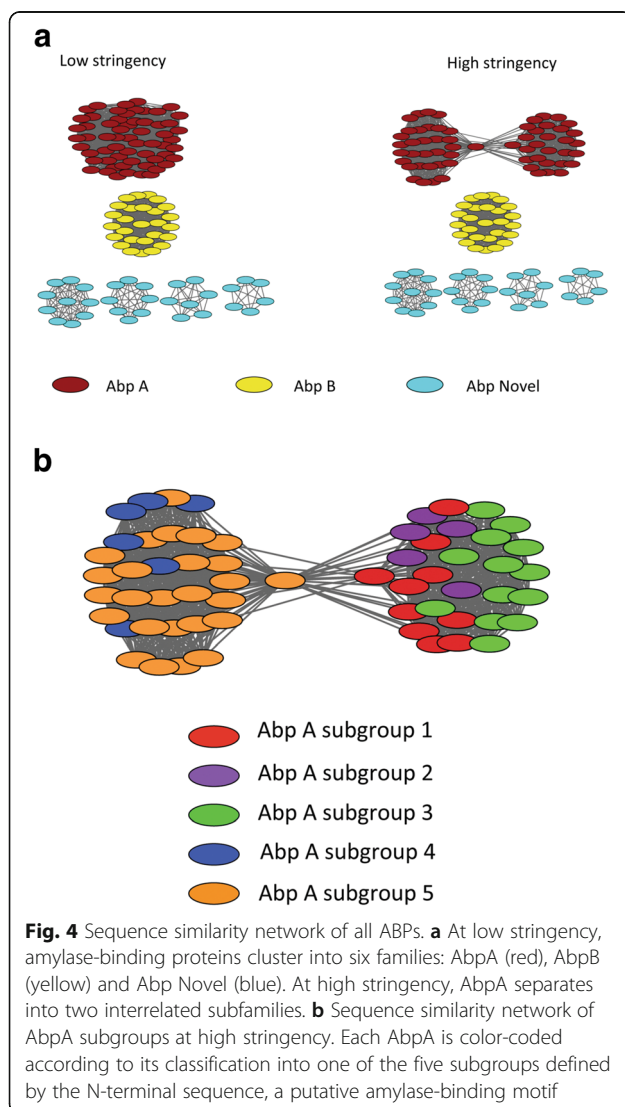 a
Low stringency
High stringency
Abp A
Abp B
Abp Novel
b
Abp A subgroup 1
Abp A subgroup 2
Abp A subgroup 3
Abp A subgroup 4
Abp A subgroup 5
Fig. 4 Sequence similarity network of all ABPs. a At low stringency,
amylase-binding proteins cluster into six families: AbpA (red), AbpB
(yellow) and Abp Novel (blue). At high stringency, AbpA separates
into two interrelated subfamilies. b Sequence similarity network of
AbpA subgroups at high stringency. Each AbpA is color-coded
according to its classification into one of the five subgroups defined
by the N-terminal sequence, a putative amylase-binding motif